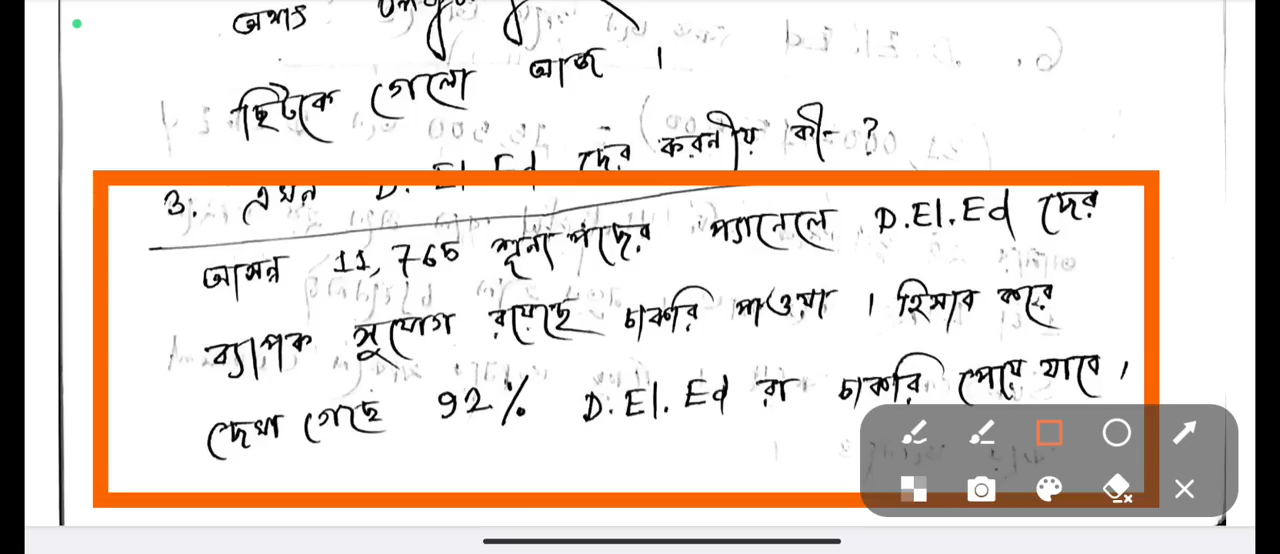 অর্থাৎ
ছিটকে গেলো আজ ।
3. এখন D. El. Ed দের করনীয় কী- ?
আসন্ন 11,765 শূন্য পদের প্যানেলে D.El.Ed দের
ব্যাপক সুযোগ রয়েছে চাকরি পাওয়া । হিসাব করে
দেখা গেছে 92% D.El.Ed রা চাকরি পেয়ে যাবে ।